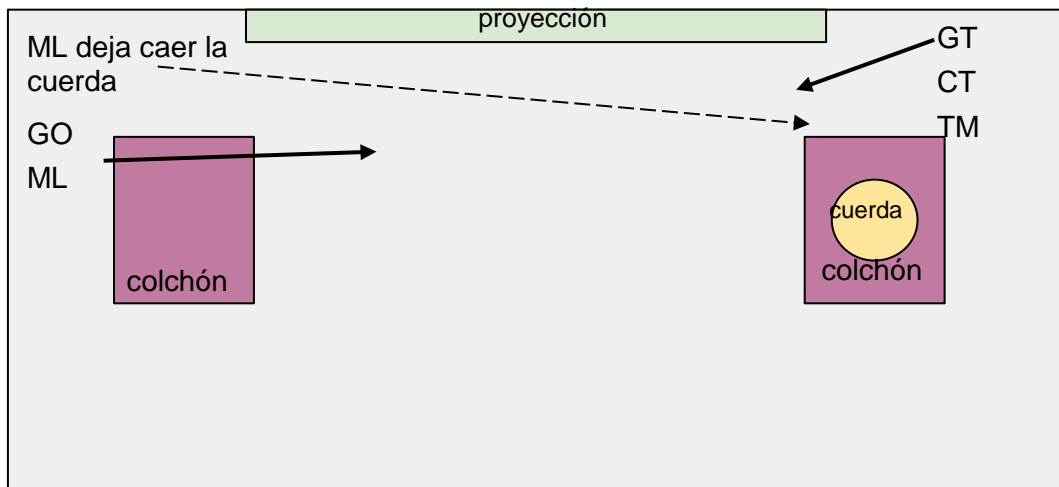 proyección
ML deja caer la
cuerda
GO
ML
GT
CT
TM
cuerda
colchón
colchón